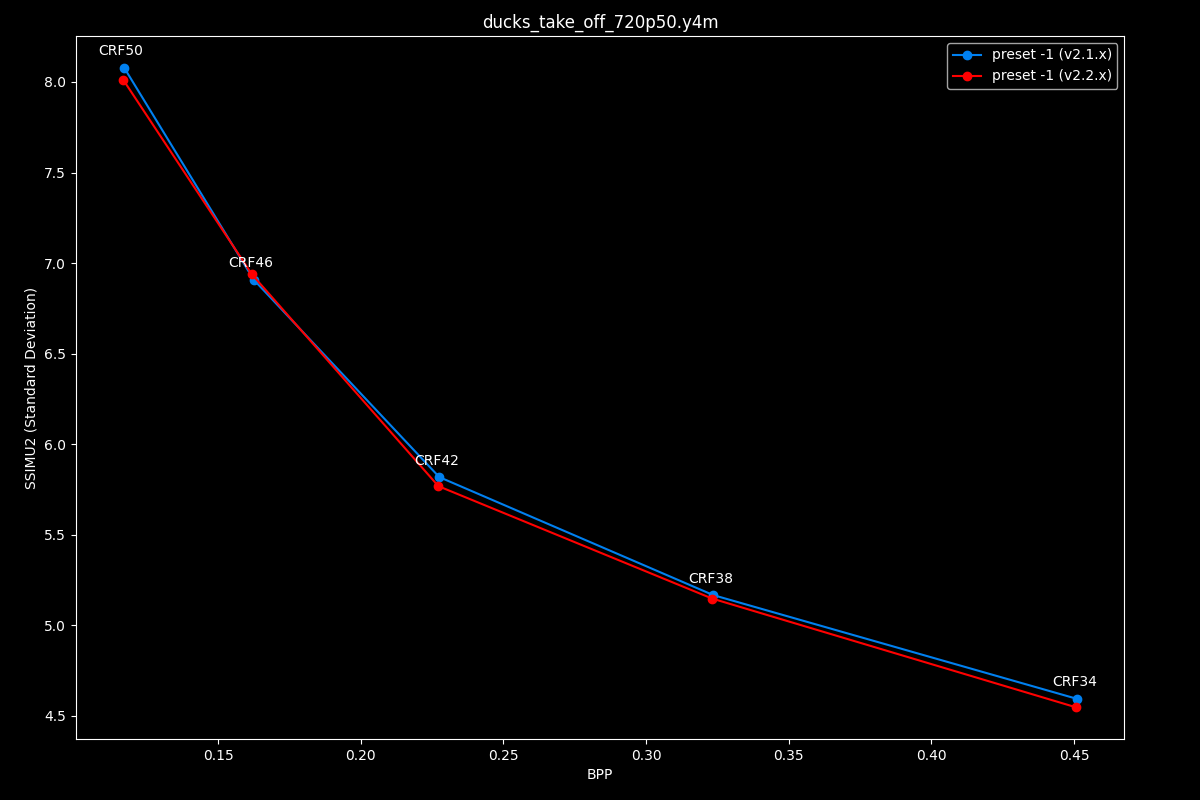 ducks_take_off_720p50.y4m
preset -1 (v2.1.x)
preset -1 (v2.2.x)
CRF50
CRF46
CRF42
CRF38
CRF34
SSIMU2 (Standard Deviation)
8.0
7.5
7.0
6.5
6.0
5.5
5.0
4.5
0.15
0.20
0.25
0.30
0.35
0.40
0.45
BPP